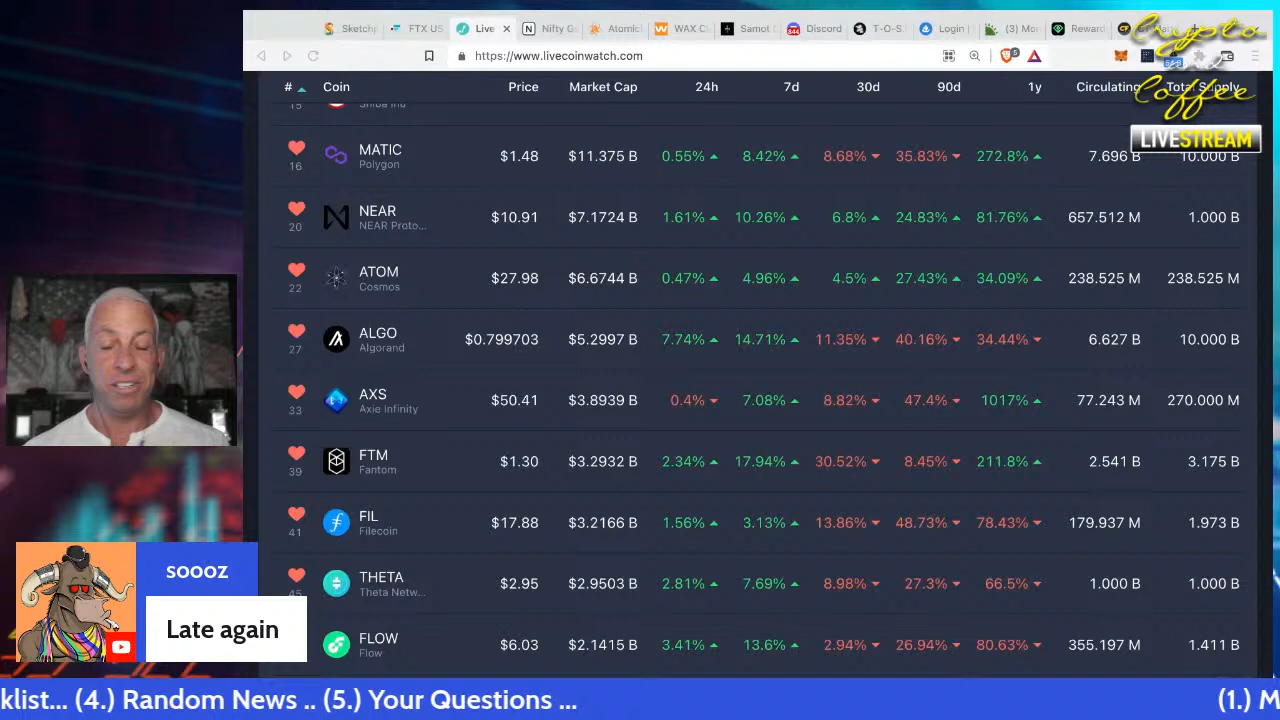 Sketch
FTX US
Live
Nifty Ga
Atomic
WAX C
Samot
Discord
T-O-S
Login
(3) Mor
Reward
https://www.livecoinwatch.com
Crypto
and
Coffee
LIVESTREAM
# Coin Price Market Cap 24h 7d 30d 90d 1y Circulating Total Supply
15 Shiba Inu
16 MATIC Polygon $1.48 $11.375 B 0.55% 8.42% 8.68% 35.83% 272.8% 7.696 B 10.000 B
20 NEAR NEAR Proto... $10.91 $7.1724 B 1.61% 10.26% 6.8% 24.83% 81.76% 657.512 M 1.000 B
22 ATOM Cosmos $27.98 $6.6744 B 0.47% 4.96% 4.5% 27.43% 34.09% 238.525 M 238.525 M
27 ALGO Algorand $0.799703 $5.2997 B 7.74% 14.71% 11.35% 40.16% 34.44% 6.627 B 10.000 B
33 AXS Axie Infinity $50.41 $3.8939 B 0.4% 7.08% 8.82% 47.4% 1017% 77.243 M 270.000 M
39 FTM Fantom $1.30 $3.2932 B 2.34% 17.94% 30.52% 8.45% 211.8% 2.541 B 3.175 B
41 FIL Filecoin $17.88 $3.2166 B 1.56% 3.13% 13.86% 48.73% 78.43% 179.937 M 1.973 B
45 THETA Theta Netw... $2.95 $2.9503 B 2.81% 7.69% 8.98% 27.3% 66.5% 1.000 B 1.000 B
FLOW Flow $6.03 $2.1415 B 3.41% 13.6% 2.94% 26.94% 80.63% 355.197 M 1.411 B
SOOOZ
Late again
klist... (4.) Random News .. (5.) Your Questions ... (1.) M